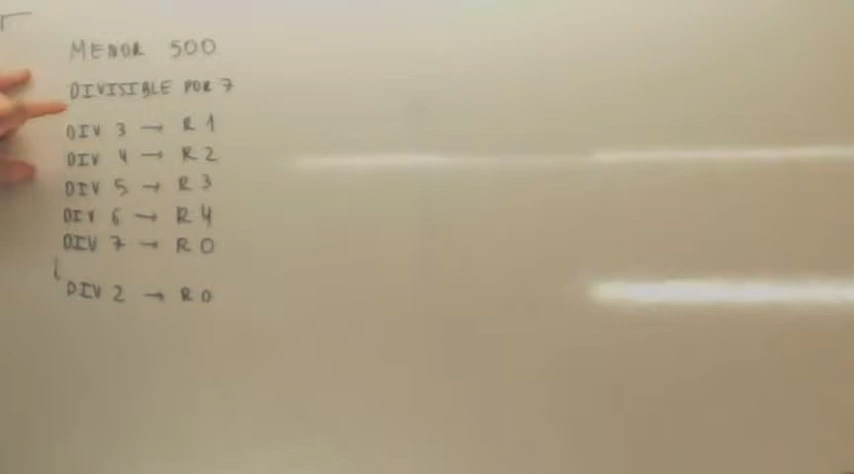 MENOR 500
DIVISIBLE POR 7
DIV 3 → R 1
DIV 4 → R 2
DIV 5 → R 3
DIV 6 → R 4
DIV 7 → R 0
DIV 2 → R 0